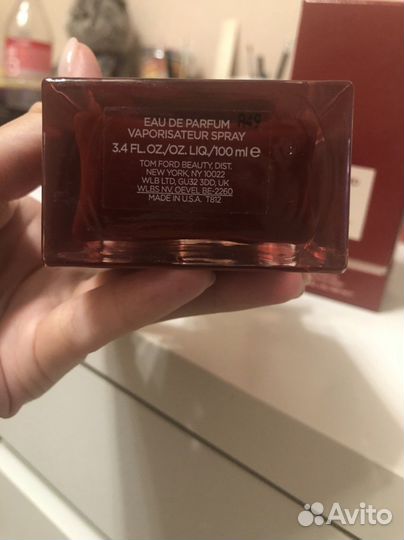 A49
EAU DE PARFUM
VAPORISATEUR SPRAY
3.4 FL.OZ./OZ. LIQ./100 ml ℮
TOM FORD BEAUTY, DIST.
NEW YORK, NY 10022
WLB LTD, GU32 3DD, UK
WLBS NV, OEVEL BE-2260
MADE IN U.S.A. T812
Avito